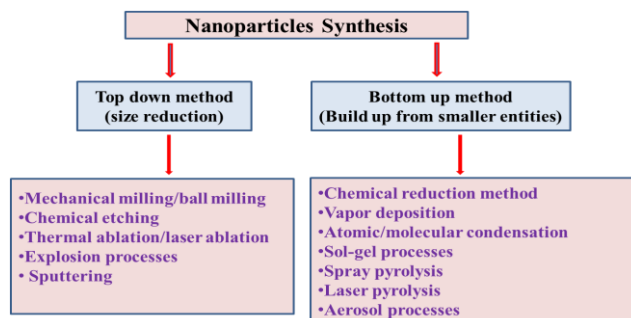 Nanoparticles Synthesis
Top down method
(size reduction)
Bottom up method
(Build up from smaller entities)
•Mechanical milling/ball milling
•Chemical etching
•Thermal ablation/laser ablation
•Explosion processes
• Sputtering
•Chemical reduction method
•Vapor deposition
•Atomic/molecular condensation
•Sol-gel processes
•Spray pyrolysis
•Laser pyrolysis
•Aerosol processes